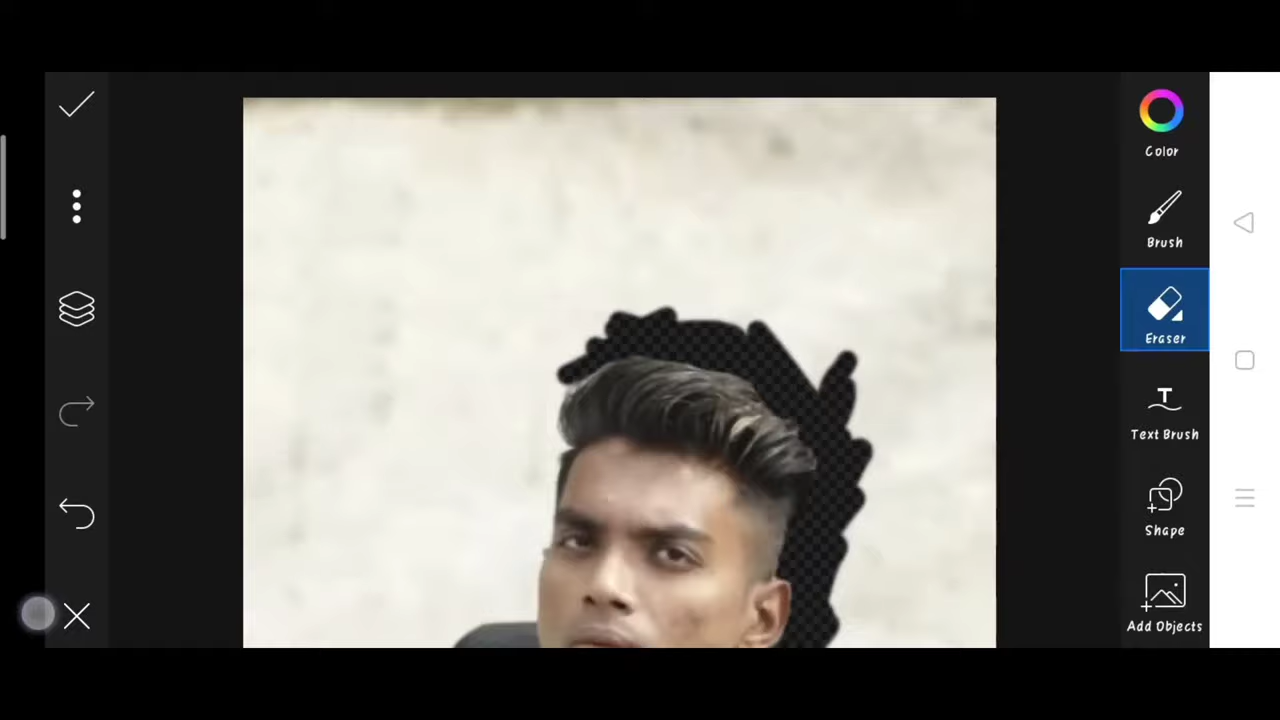 Color
Brush
Eraser
Text Brush
Shape
Add Objects